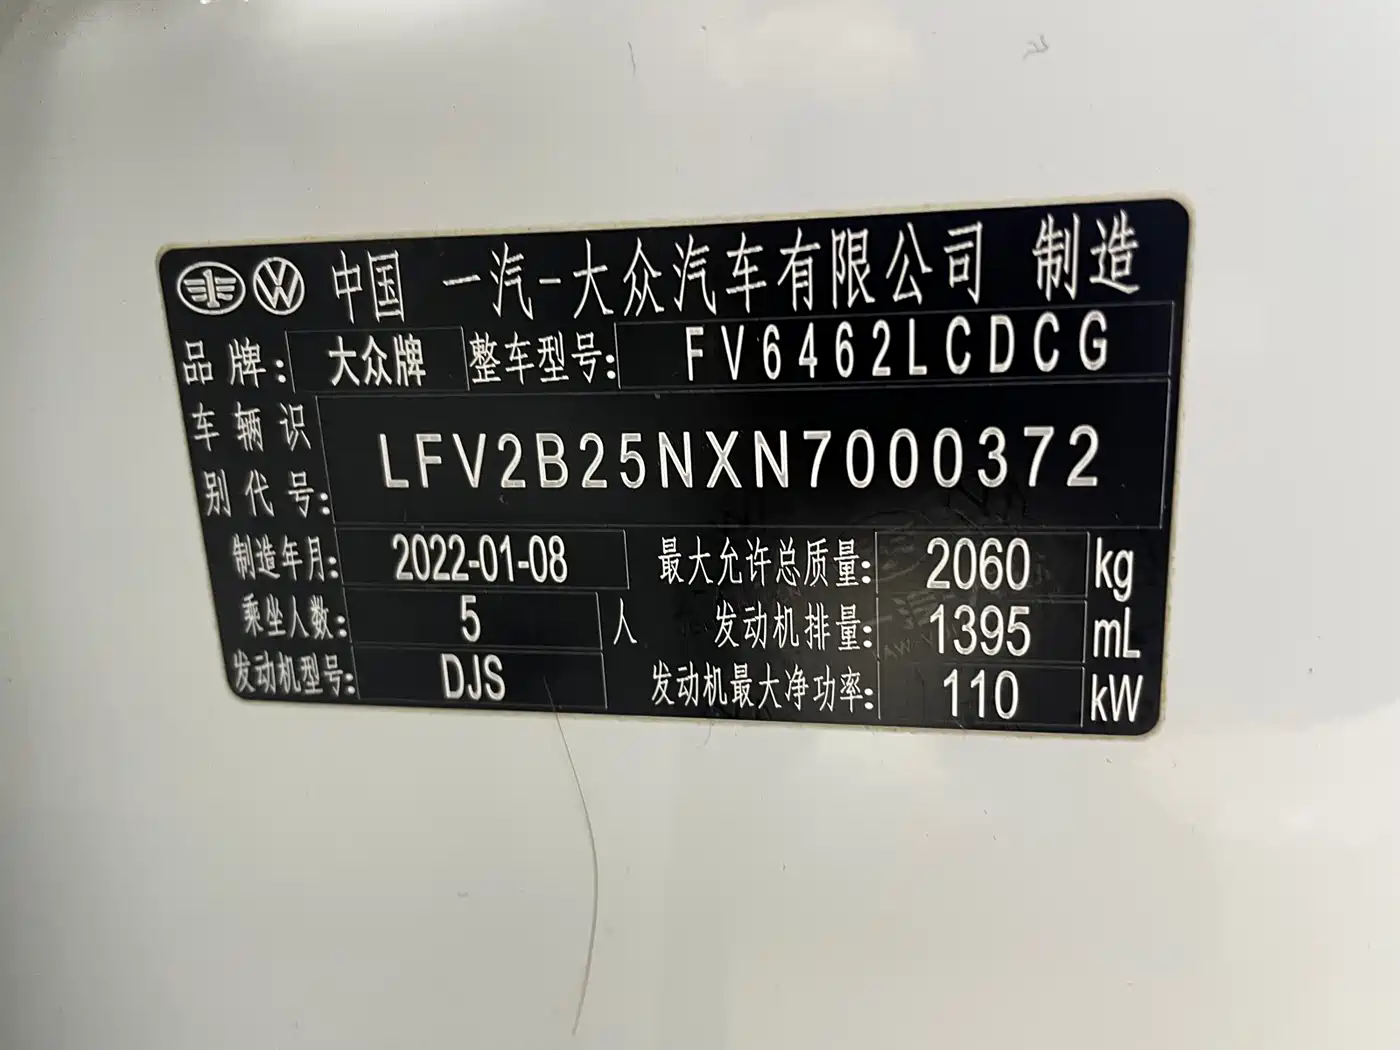 中国 一汽-大众汽车有限公司 制造
品牌: 大众牌 整车型号: FV6462LCDCG
车辆识别代号: LFV2B25NXN7000372
制造年月: 2022-01-08 最大允许总质量: 2060 kg
乘坐人数: 5 人 发动机排量: 1395 mL
发动机型号: DJS 发动机最大净功率: 110 kW